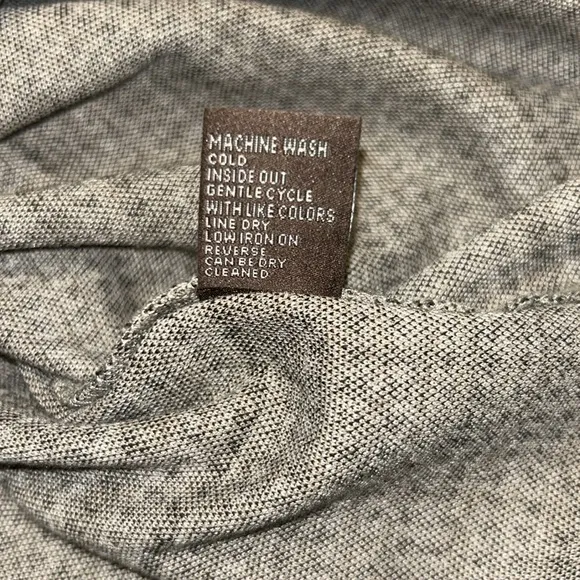 MACHINE WASH
COLD
INSIDE OUT
GENTLE CYCLE
WITH LIKE COLORS
LINE DRY
LOW IRON ON
REVERSE
CAN BE DRY
CLEANED